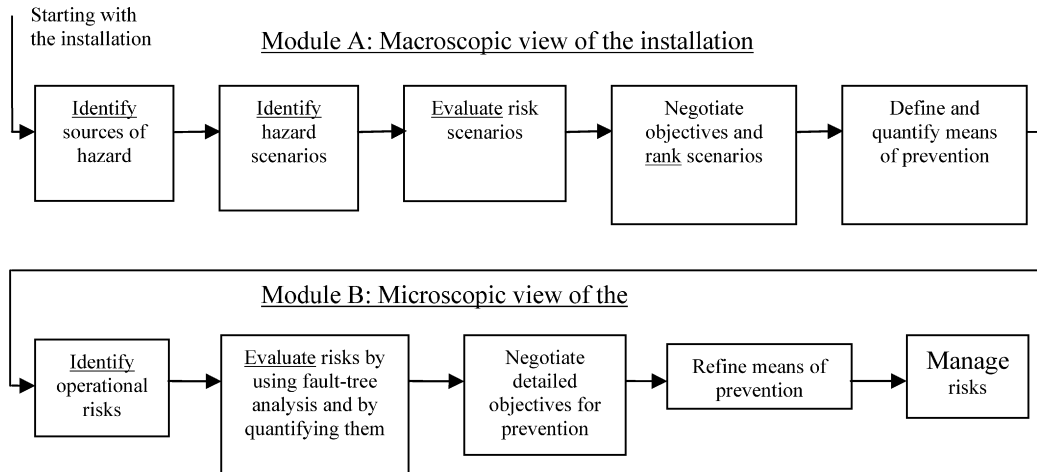 Starting with
the installation
Module A: Macroscopic view of the installation
Identify
sources of
hazard
Identify
hazard
scenarios
Evaluate risk
scenarios
Negotiate
objectives and
rank scenarios
Define and
quantify means
of prevention
Module B: Microscopic view of the
Identify
operational
risks
Evaluate risks by
using fault-tree
analysis and by
quantifying them
Negotiate
detailed
objectives for
prevention
Refine means of
prevention
Manage
risks